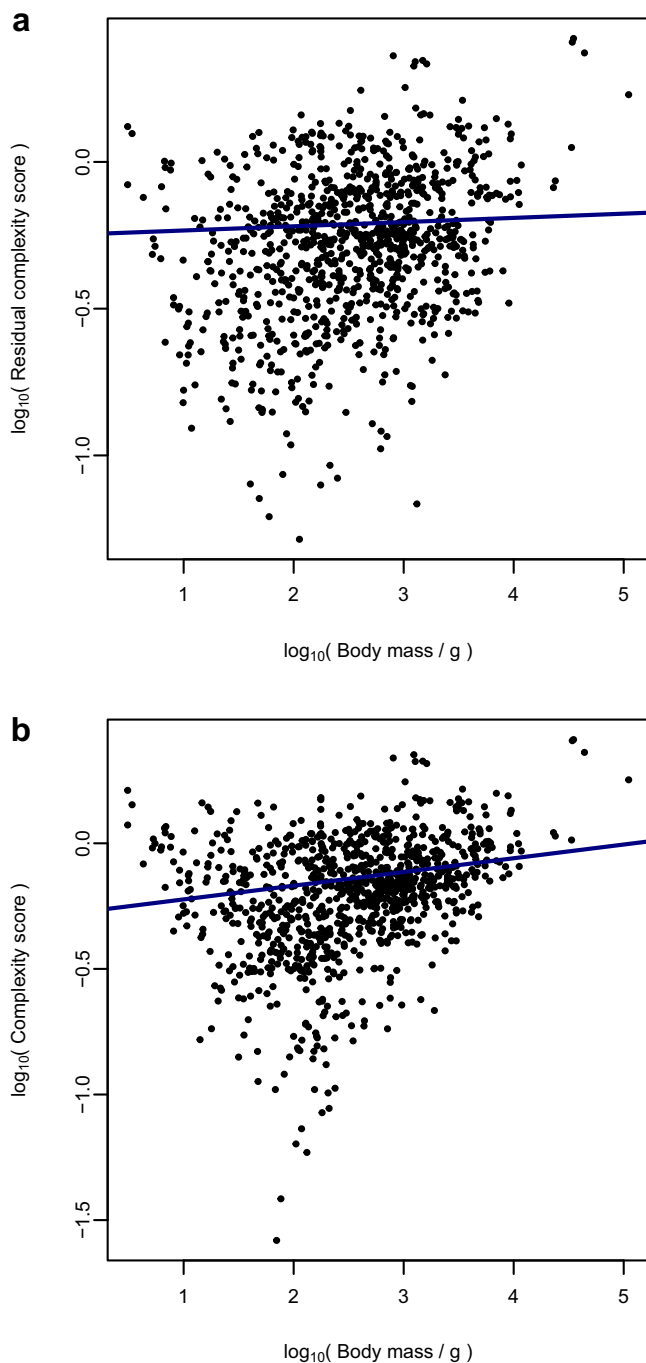 a
0.0
−0.5
−1.0
log10( Residual complexity score )
1 2 3 4 5
log10( Body mass / g )
b
0.0
−0.5
−1.0
−1.5
log10( Complexity score )
1 2 3 4 5
log10( Body mass / g )